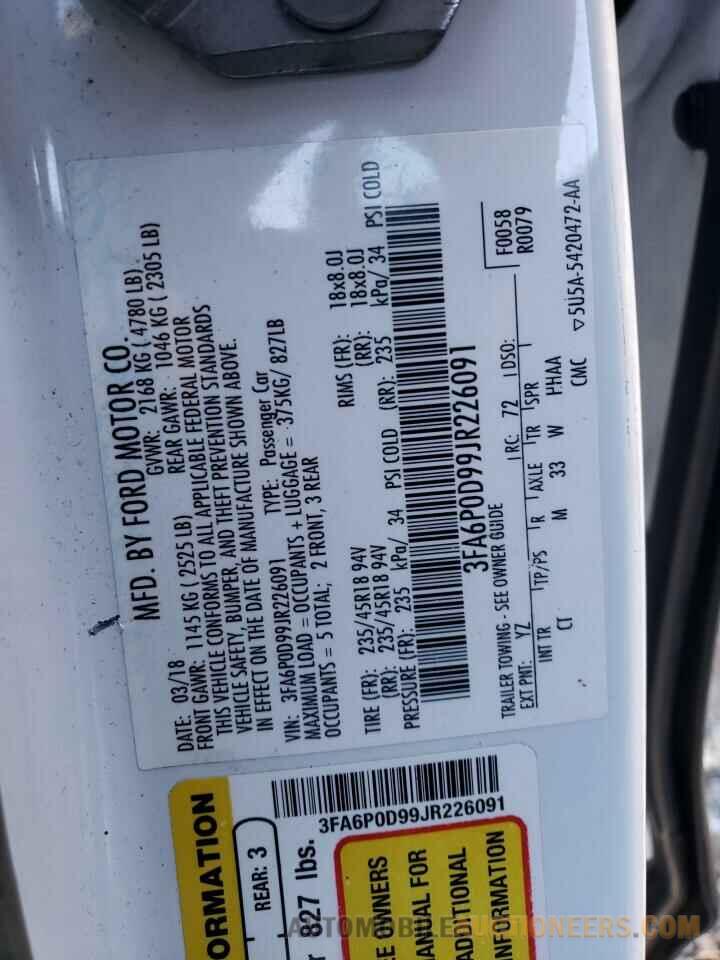 MFD. BY FORD MOTOR CO.
DATE: 03/18 GVWR: 2168 KG ( 4780 LB)
FRONT GAWR: 1145 KG ( 2525 LB) REAR GAWR: 1046 KG ( 2305 LB)
THIS VEHICLE CONFORMS TO ALL APPLICABLE FEDERAL MOTOR
VEHICLE SAFETY, BUMPER, AND THEFT PREVENTION STANDARDS
IN EFFECT ON THE DATE OF MANUFACTURE SHOWN ABOVE.
VIN: 3FA6P0D99JR226091 TYPE: Passenger Car
MAXIMUM LOAD = OCCUPANTS + LUGGAGE = 375KG/ 827LB
OCCUPANTS = 5 TOTAL; 2 FRONT, 3 REAR
TIRE (FR): 235/45R18 94V RIMS (FR): 18x8.0J
(RR): 235/45R18 94V (RR): 18x8.0J
PRESSURE (FR): 235 kPa/ 34 PSI COLD (RR): 235 kPa/ 34 PSI COLD
3FA6P0D99JR226091
TRAILER TOWING - SEE OWNER GUIDE
F0058
R0079
EXT PNT: YZ RC: 72 DSO:
INT TR TP/PS R AXLE TR SPR
CT M 33 W HHAA
CMC ▽5U5A-5420472-AA
ORMATION
REAR: 3
827 lbs.
3FA6P0D99JR226091
E OWNERS
ANUAL FOR
ADDITIONAL
INFORMATION
AUTOMOBILE-AUCTIONEERS.COM